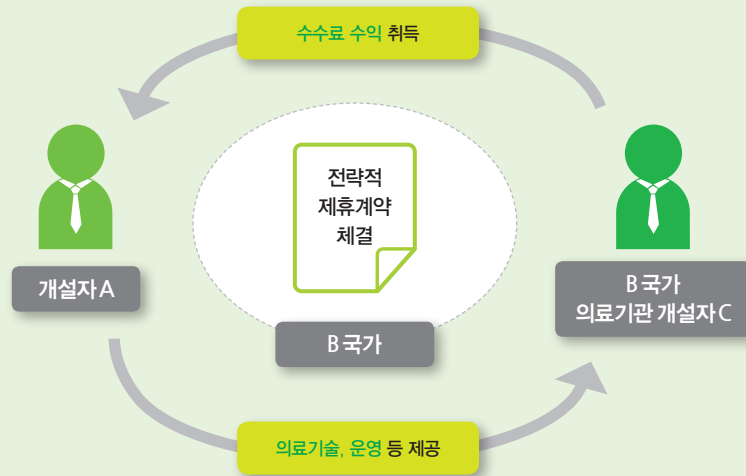 수수료 수익 취득
전략적
제휴계약
체결
개설자 A
B 국가
의료기관 개설자 C
B 국가
의료기술, 운영 등 제공